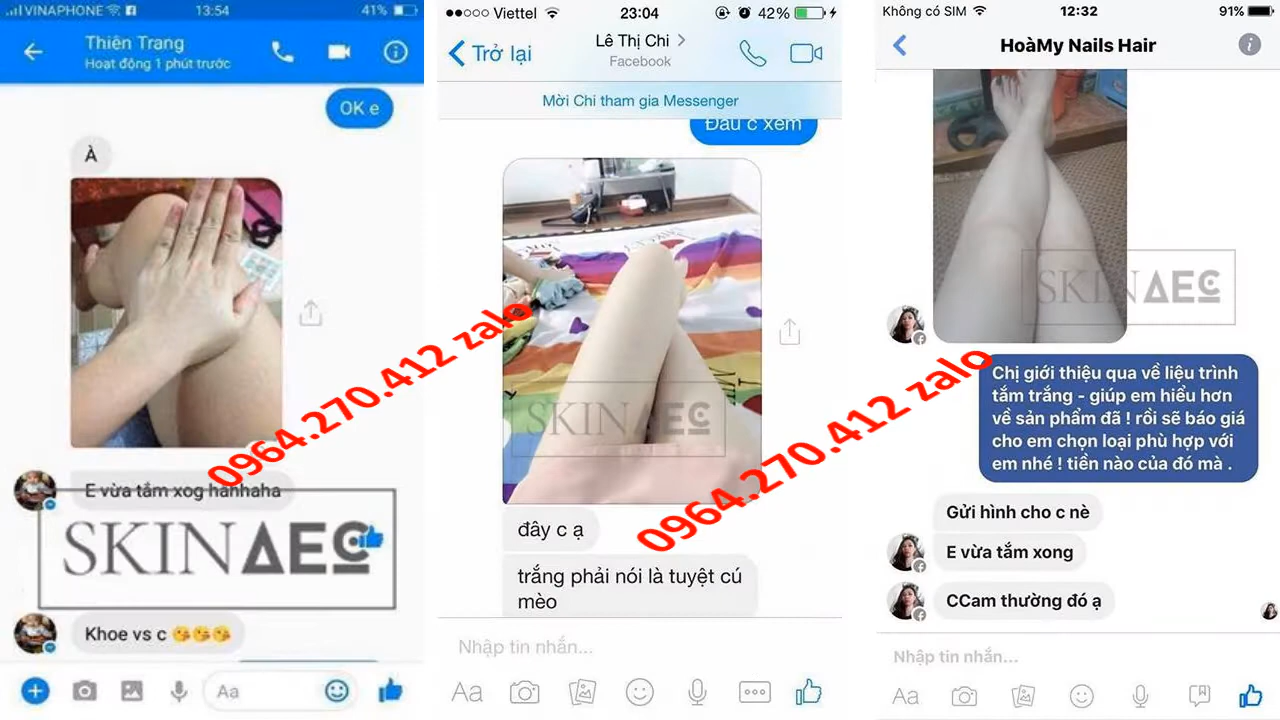 VINAPHONE
13:54
41%
Thiên Trang
Hoạt động 1 phút trước
OK e
À
E vừa tắm xog hahhaha
SKINAEC
Khoe vs c 😘😘😘
Aa
Viettel
23:04
42%
Trở lại
Lê Thị Chi
Facebook
Mời Chi tham gia Messenger
Đâu c xem
SKINAEC
đây c ạ
trắng phải nói là tuyệt cú
mèo
Nhập tin nhắn...
Aa
Không có SIM
12:32
91%
HoàMy Nails Hair
SKINAEC
Chị giới thiệu qua về liệu trình
tắm trắng - giúp em hiểu hơn
về sản phẩm đã ! rồi sẽ báo giá
cho em chọn loại phù hợp với
em nhé ! tiền nào của đó mà .
Gửi hình cho c nè
E vừa tắm xong
CCam thường đó ạ
Nhập tin nhắn...
Aa
0964.270.412 zalo
0964.270.412 zalo